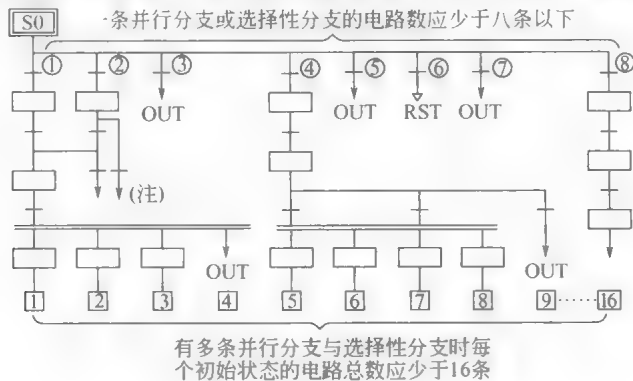 S0
一条并行分支或选择性分支的电路数应少于八条以下
① ② ③ ④ ⑤ ⑥ ⑦ ⑧
OUT OUT RST OUT
(注)
OUT OUT
1 2 3 4 5 6 7 8 9 16
有多条并行分支与选择性分支时每
个初始状态的电路总数应少于16条